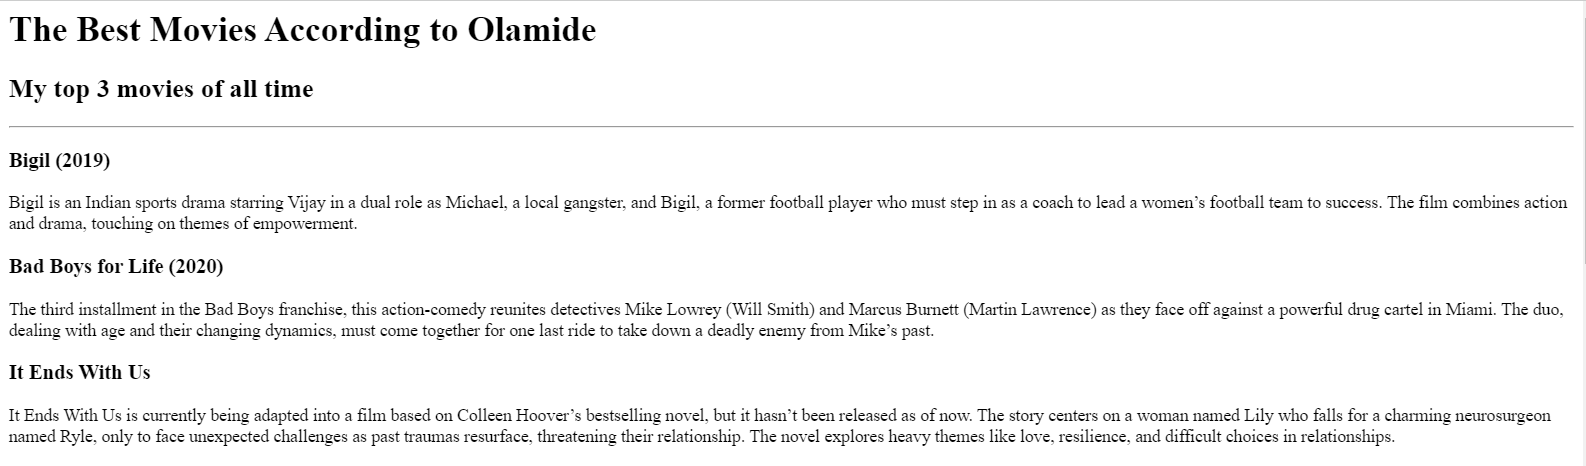 The Best Movies According to Olamide
My top 3 movies of all time
Bigil (2019)
Bigil is an Indian sports drama starring Vijay in a dual role as Michael, a local gangster, and Bigil, a former football player who must step in as a coach to lead a women’s football team to success. The film combines action
and drama, touching on themes of empowerment.
Bad Boys for Life (2020)
The third installment in the Bad Boys franchise, this action-comedy reunites detectives Mike Lowrey (Will Smith) and Marcus Burnett (Martin Lawrence) as they face off against a powerful drug cartel in Miami. The duo,
dealing with age and their changing dynamics, must come together for one last ride to take down a deadly enemy from Mike’s past.
It Ends With Us
It Ends With Us is currently being adapted into a film based on Colleen Hoover’s bestselling novel, but it hasn’t been released as of now. The story centers on a woman named Lily who falls for a charming neurosurgeon
named Ryle, only to face unexpected challenges as past traumas resurface, threatening their relationship. The novel explores heavy themes like love, resilience, and difficult choices in relationships.